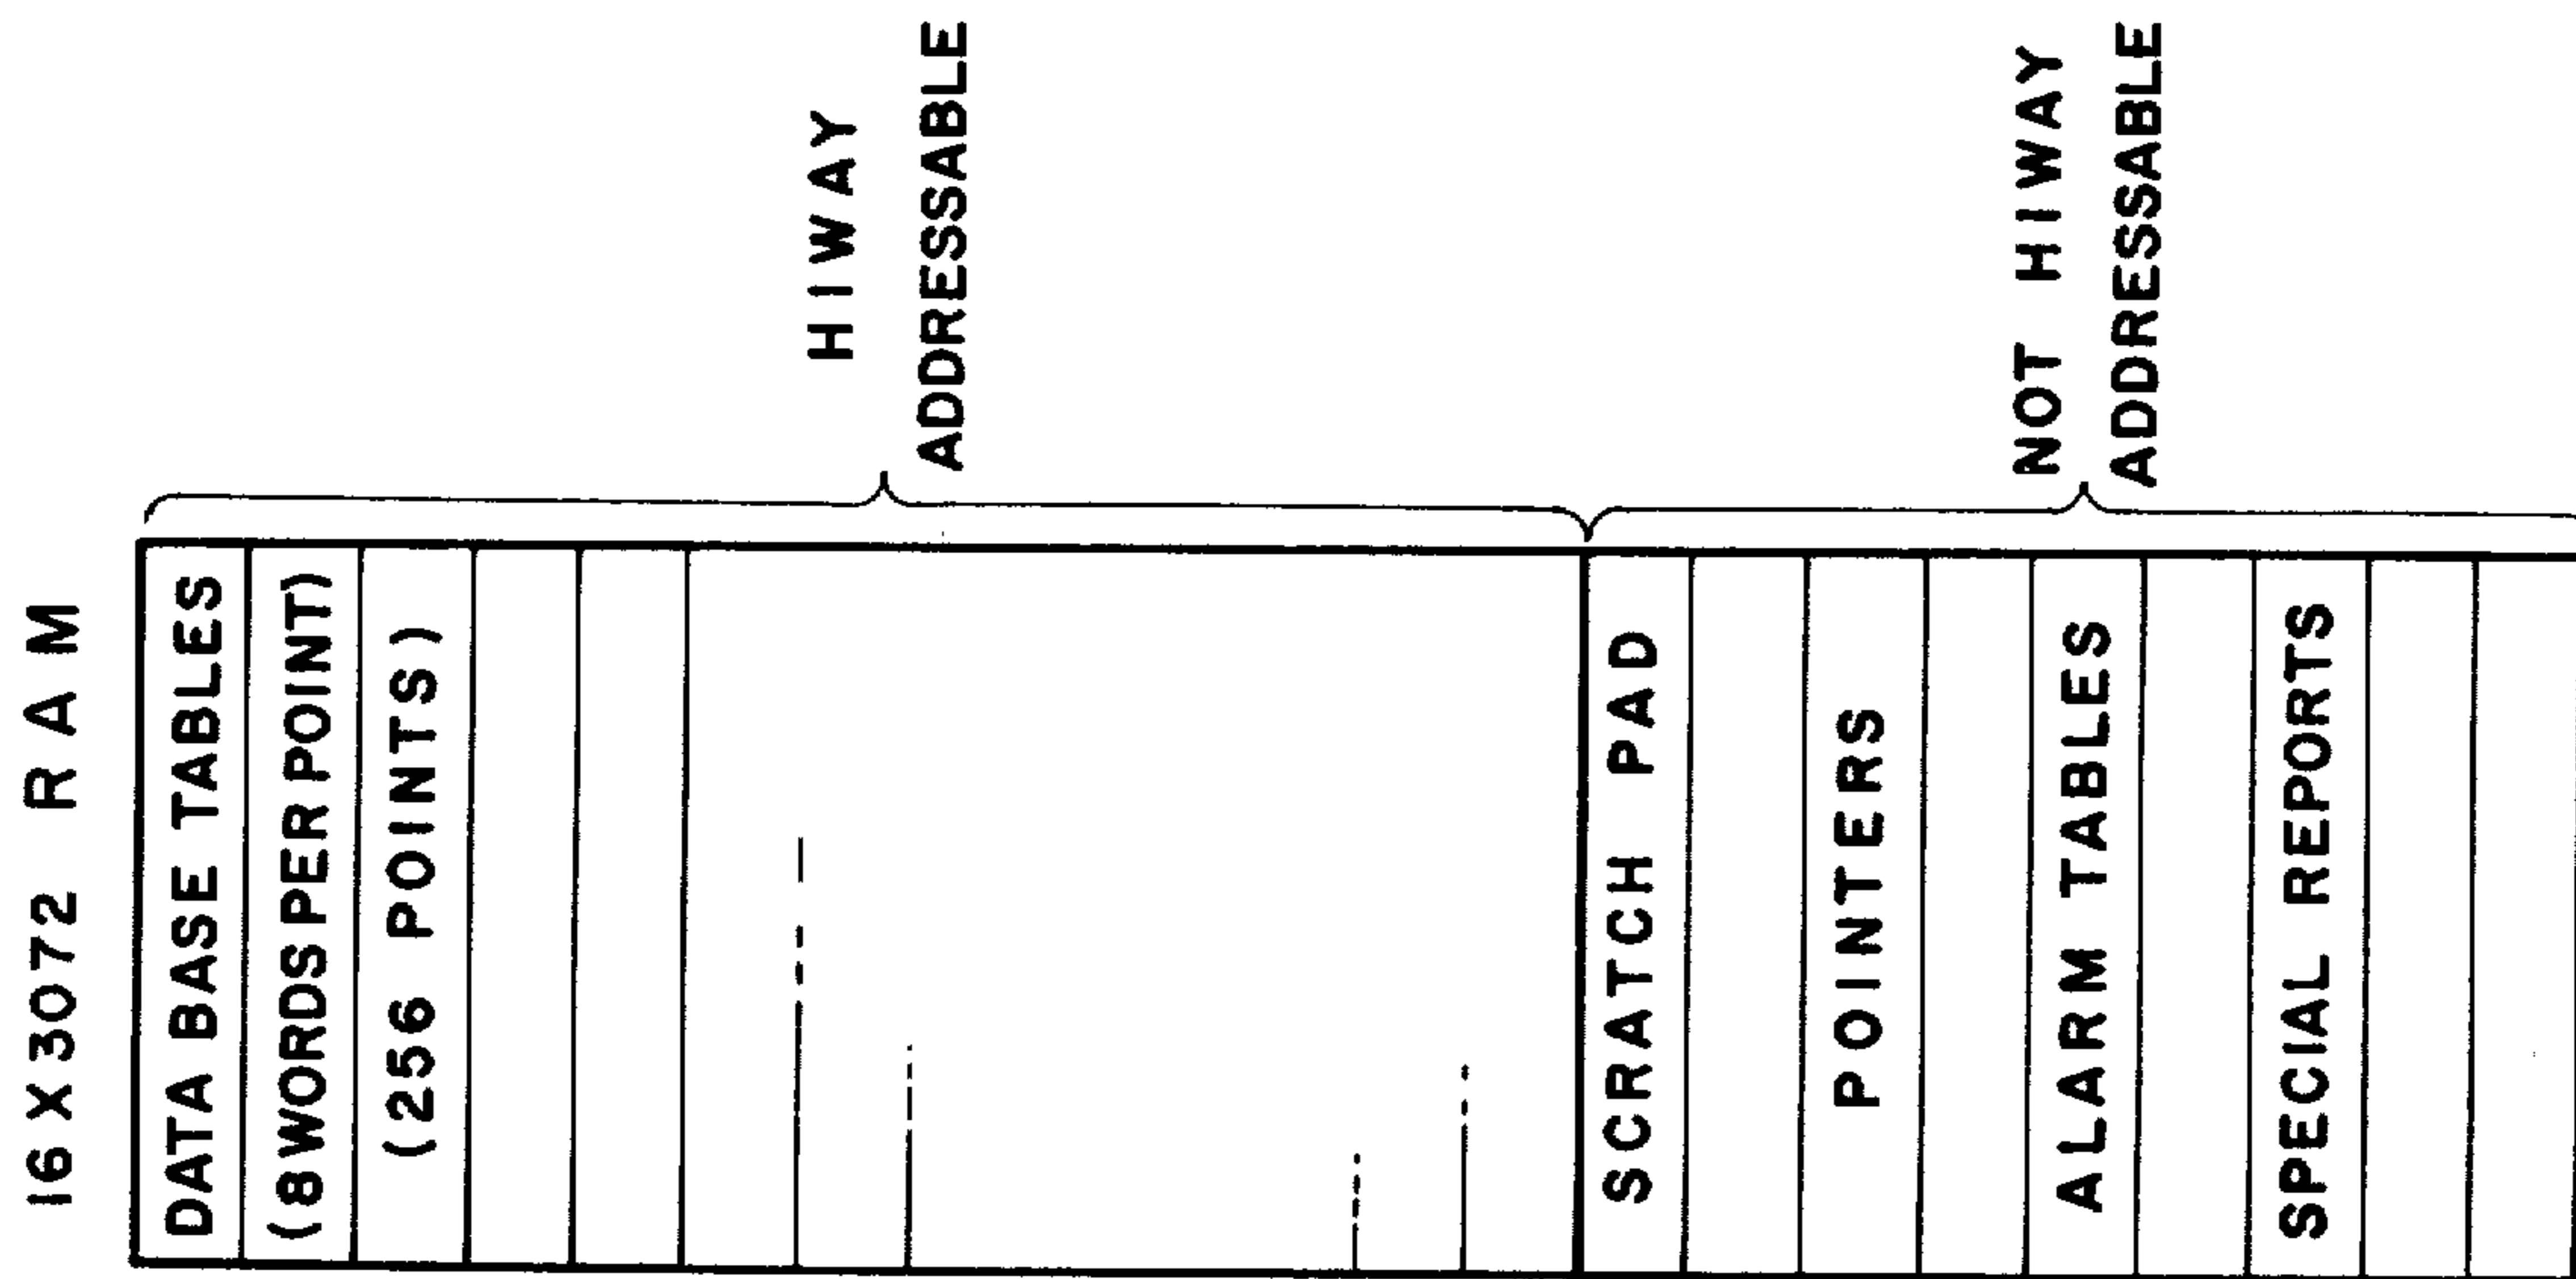 16 X 3072 RAM
DATA BASE TABLES
(8 WORDS PER POINT)
(256 POINTS)
HIWAY
ADDRESSABLE
SCRATCH PAD
POINTERS
ALARM TABLES
SPECIAL REPORTS
NOT HIWAY
ADDRESSABLE